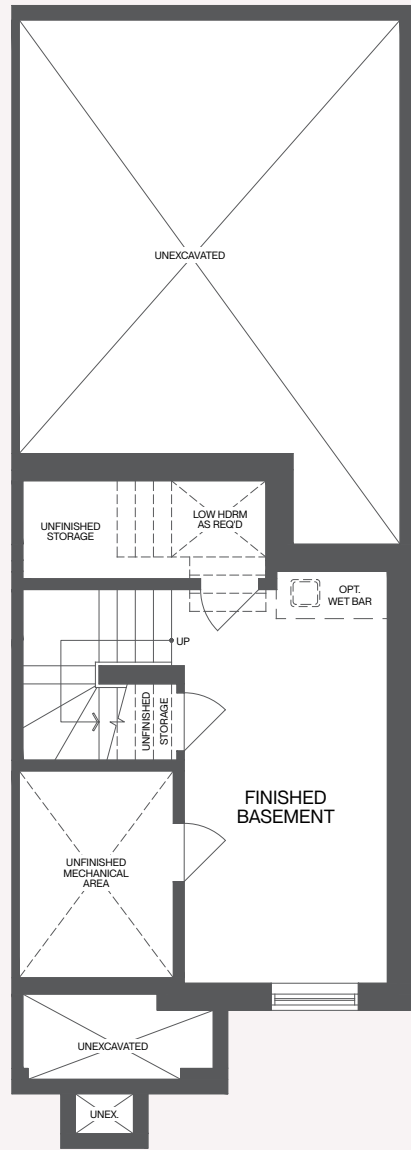 UNEXCAVATED
UNFINISHED
STORAGE
LOW HDRM
AS REQ'D
OPT.
WET BAR
UP
UNFINISHED
STORAGE
FINISHED
BASEMENT
UNFINISHED
MECHANICAL
AREA
UNEXCAVATED
UNEX.